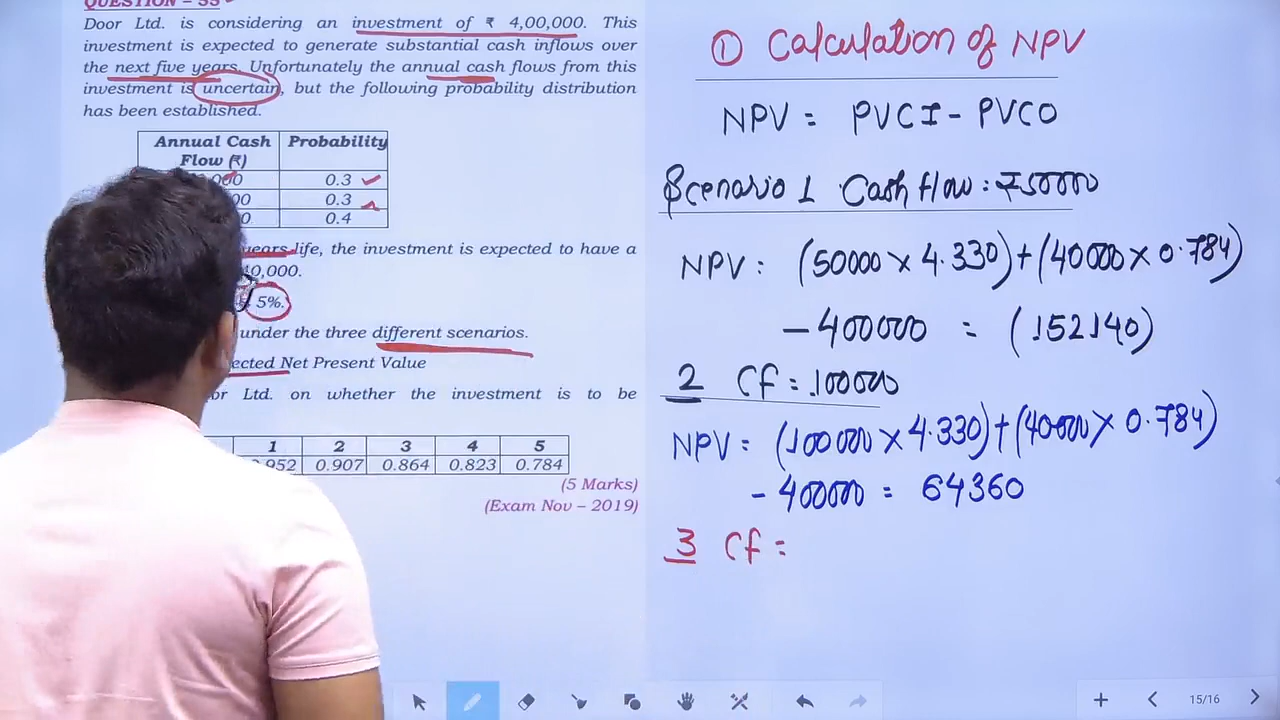 QUESTION – 55
Door Ltd. is considering an investment of ₹ 4,00,000. This
investment is expected to generate substantial cash inflows over
the next five years. Unfortunately the annual cash flows from this
investment is uncertain, but the following probability distribution
has been established.
Annual Cash Flow (₹) Probability
000 0.3
00 0.3
0 0.4
years life, the investment is expected to have a
40,000.
5%.
under the three different scenarios.
ected Net Present Value
or Ltd. on whether the investment is to be
1 2 3 4 5
0.952 0.907 0.864 0.823 0.784
(5 Marks)
(Exam Nov – 2019)
① Calculation of NPV
NPV = PVCI - PVCO
Scenario 1 Cash flow : ₹50000
NPV : (50000 × 4.330) + (40000 × 0.784)
- 400000 = (152140)
2 Cf = 100000
NPV = (100000 × 4.330) + (40000 × 0.784)
- 400000 = 64360
3 Cf =
15/16